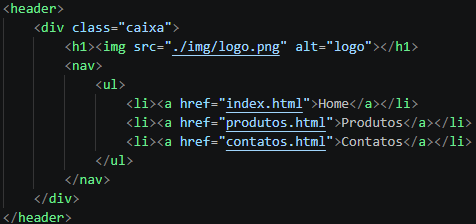 <header>
    <div class="caixa">
        <h1><img src="./img/logo.png" alt="logo"></h1>
        <nav>
            <ul>
                <li><a href="index.html">Home</a></li>
                <li><a href="produtos.html">Produtos</a></li>
                <li><a href="contatos.html">Contatos</a></li>
            </ul>
        </nav>
    </div>
</header>